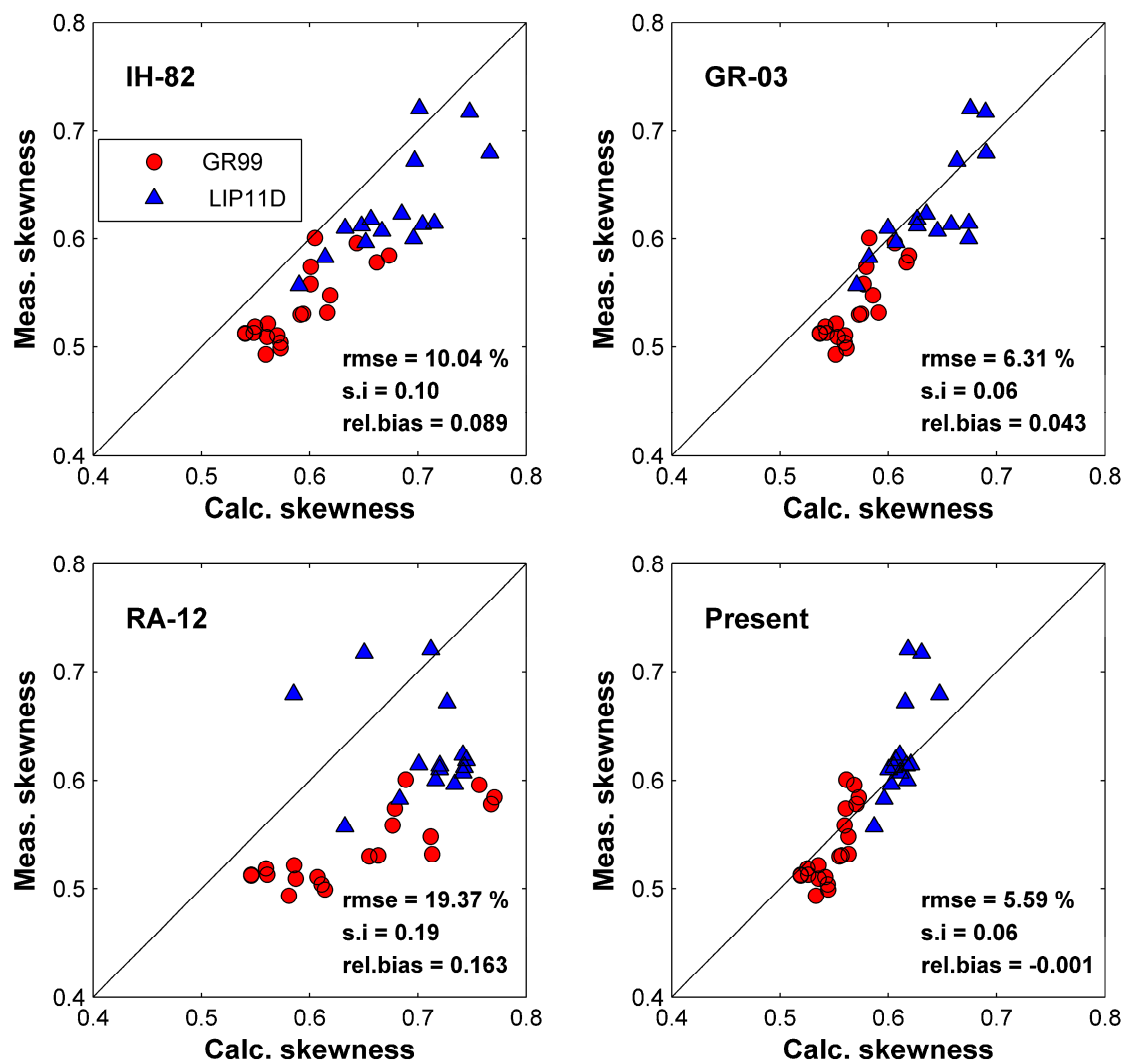 0.8
0.7
0.6
0.5
0.4
Meas. skewness
IH-82
GR99
LIP11D
rmse = 10.04 %
s.i = 0.10
rel.bias = 0.089
0.4 0.5 0.6 0.7 0.8
Calc. skewness
0.8
0.7
0.6
0.5
0.4
Meas. skewness
GR-03
rmse = 6.31 %
s.i = 0.06
rel.bias = 0.043
0.4 0.5 0.6 0.7 0.8
Calc. skewness
0.8
0.7
0.6
0.5
0.4
Meas. skewness
RA-12
rmse = 19.37 %
s.i = 0.19
rel.bias = 0.163
0.4 0.5 0.6 0.7 0.8
Calc. skewness
0.8
0.7
0.6
0.5
0.4
Meas. skewness
Present
rmse = 5.59 %
s.i = 0.06
rel.bias = -0.001
0.4 0.5 0.6 0.7 0.8
Calc. skewness